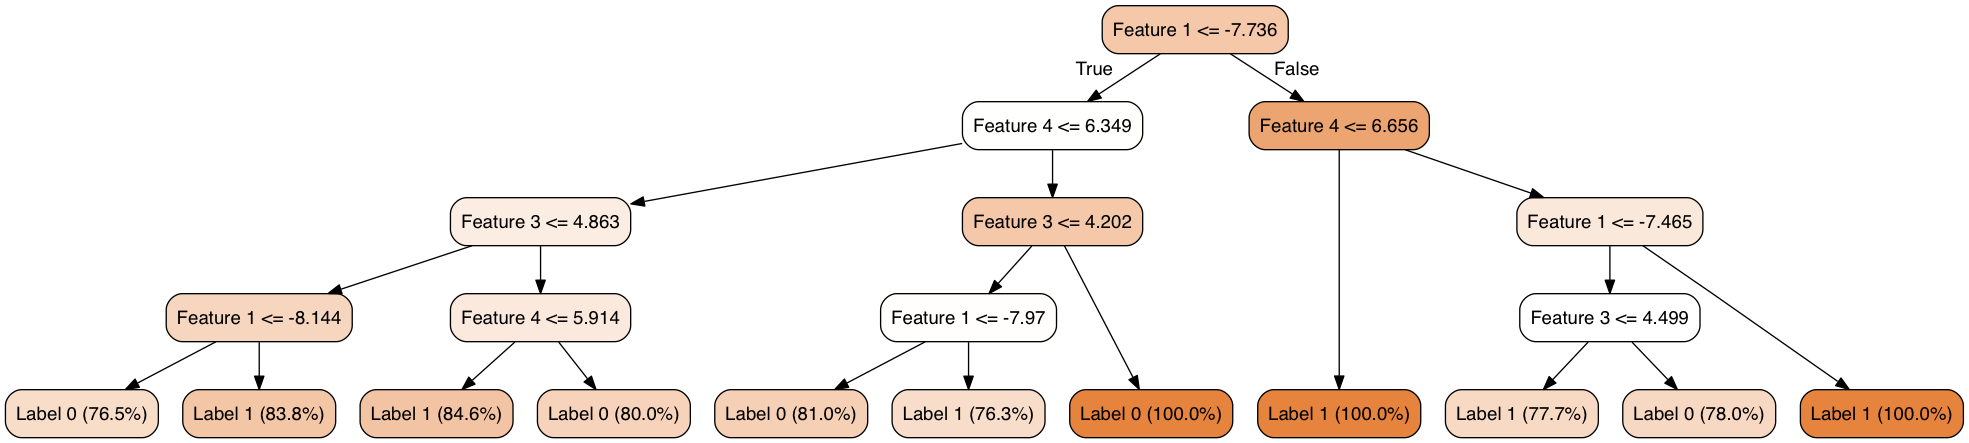 Feature 1 <= -7.736
True
False
Feature 4 <= 6.349
Feature 4 <= 6.656
Feature 3 <= 4.863
Feature 3 <= 4.202
Feature 1 <= -7.465
Feature 1 <= -8.144
Feature 4 <= 5.914
Feature 1 <= -7.97
Feature 3 <= 4.499
Label 0 (76.5%)
Label 1 (83.8%)
Label 1 (84.6%)
Label 0 (80.0%)
Label 0 (81.0%)
Label 1 (76.3%)
Label 0 (100.0%)
Label 1 (100.0%)
Label 1 (77.7%)
Label 0 (78.0%)
Label 1 (100.0%)